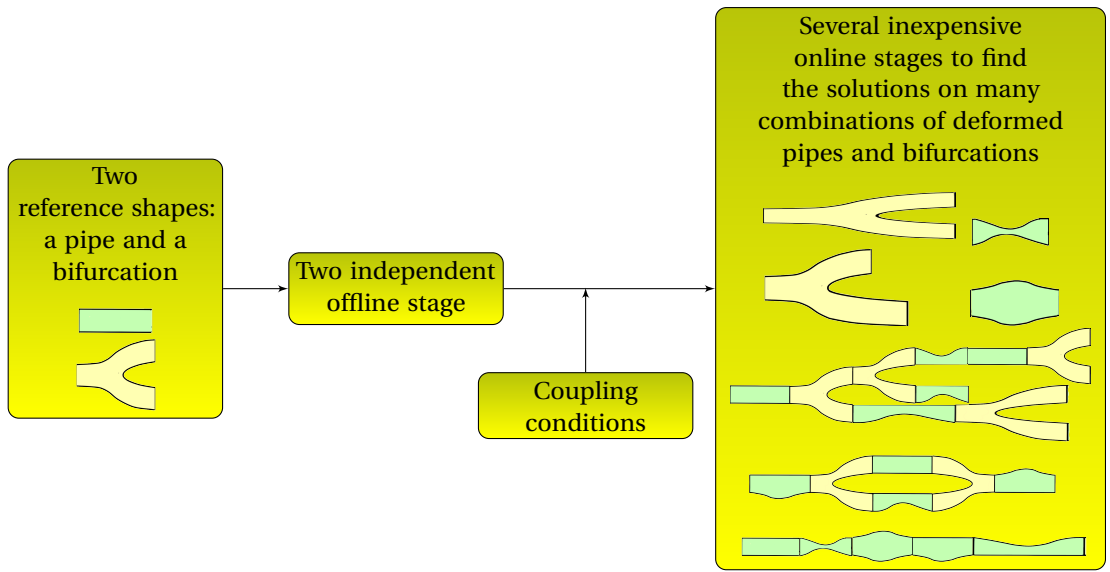 Two
reference shapes:
a pipe and a
bifurcation
Two independent
offline stage
Coupling
conditions
Several inexpensive
online stages to find
the solutions on many
combinations of deformed
pipes and bifurcations